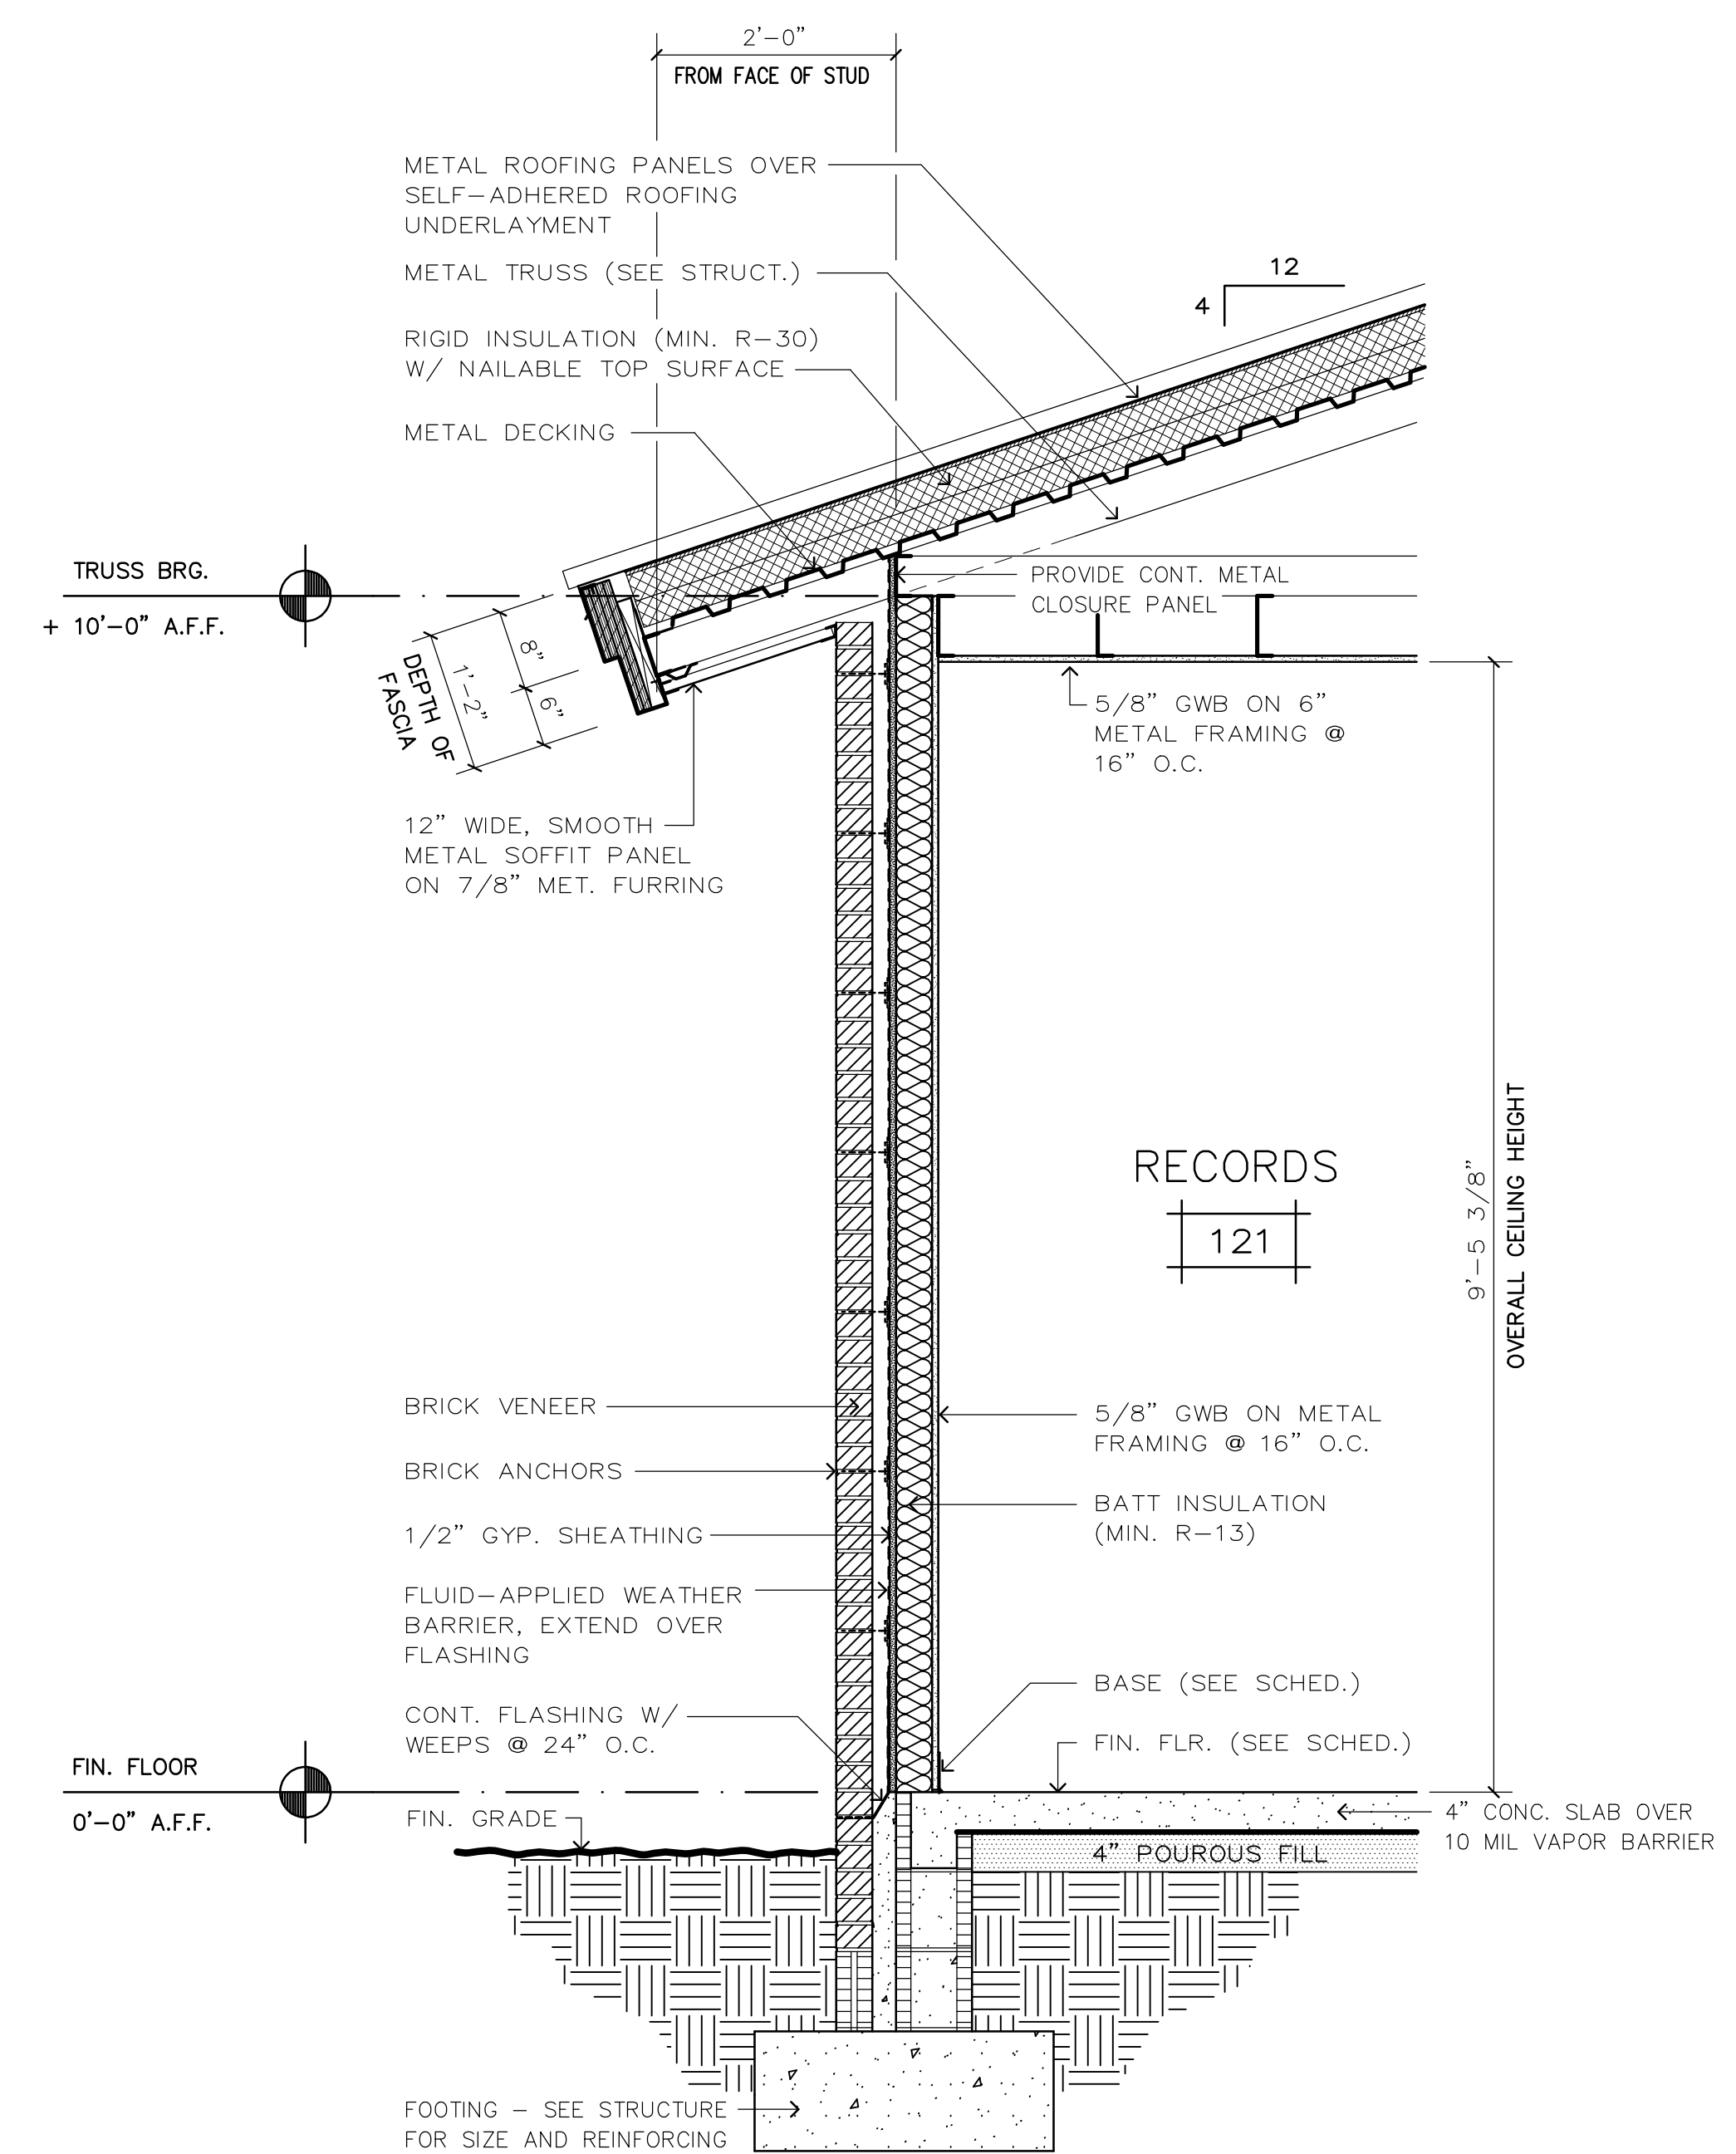 2'-0"
FROM FACE OF STUD
METAL ROOFING PANELS OVER
SELF-ADHERED ROOFING
UNDERLAYMENT
METAL TRUSS (SEE STRUCT.)
12
4
RIGID INSULATION (MIN. R-30)
W/ NAILABLE TOP SURFACE
METAL DECKING
TRUSS BRG.
+ 10'-0" A.F.F.
PROVIDE CONT. METAL
CLOSURE PANEL
8"
6"
1'-2"
DEPTH OF
FASCIA
5/8" GWB ON 6"
METAL FRAMING @
16" O.C.
12" WIDE, SMOOTH
METAL SOFFIT PANEL
ON 7/8" MET. FURRING
RECORDS
121
9'-5 3/8"
OVERALL CEILING HEIGHT
BRICK VENEER
BRICK ANCHORS
1/2" GYP. SHEATHING
FLUID-APPLIED WEATHER
BARRIER, EXTEND OVER
FLASHING
CONT. FLASHING W/
WEEPS @ 24" O.C.
5/8" GWB ON METAL
FRAMING @ 16" O.C.
BATT INSULATION
(MIN. R-13)
BASE (SEE SCHED.)
FIN. FLR. (SEE SCHED.)
FIN. FLOOR
0'-0" A.F.F.
FIN. GRADE
4" CONC. SLAB OVER
10 MIL VAPOR BARRIER
4" POUROUS FILL
FOOTING - SEE STRUCTURE
FOR SIZE AND REINFORCING